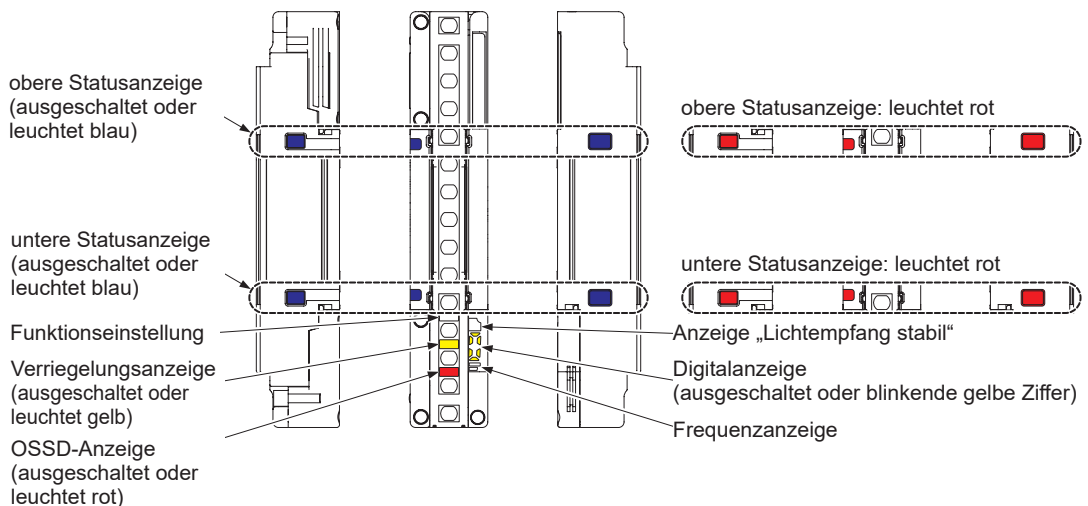 obere Statusanzeige
(ausgeschaltet oder
leuchtet blau)
obere Statusanzeige: leuchtet rot
untere Statusanzeige
(ausgeschaltet oder
leuchtet blau)
untere Statusanzeige: leuchtet rot
Funktionseinstellung
Verriegelungsanzeige
(ausgeschaltet oder
leuchtet gelb)
OSSD-Anzeige
(ausgeschaltet oder
leuchtet rot)
Anzeige „Lichtempfang stabil“
Digitalanzeige
(ausgeschaltet oder blinkende gelbe Ziffer)
Frequenzanzeige